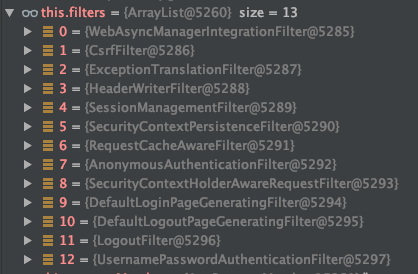 this.filters = {ArrayList@5260} size = 13
0 = {WebAsyncManagerIntegrationFilter@5285}
1 = {CsrfFilter@5286}
2 = {ExceptionTranslationFilter@5287}
3 = {HeaderWriterFilter@5288}
4 = {SessionManagementFilter@5289}
5 = {SecurityContextPersistenceFilter@5290}
6 = {RequestCacheAwareFilter@5291}
7 = {AnonymousAuthenticationFilter@5292}
8 = {SecurityContextHolderAwareRequestFilter@5293}
9 = {DefaultLoginPageGeneratingFilter@5294}
10 = {DefaultLogoutPageGeneratingFilter@5295}
11 = {LogoutFilter@5296}
12 = {UsernamePasswordAuthenticationFilter@5297}